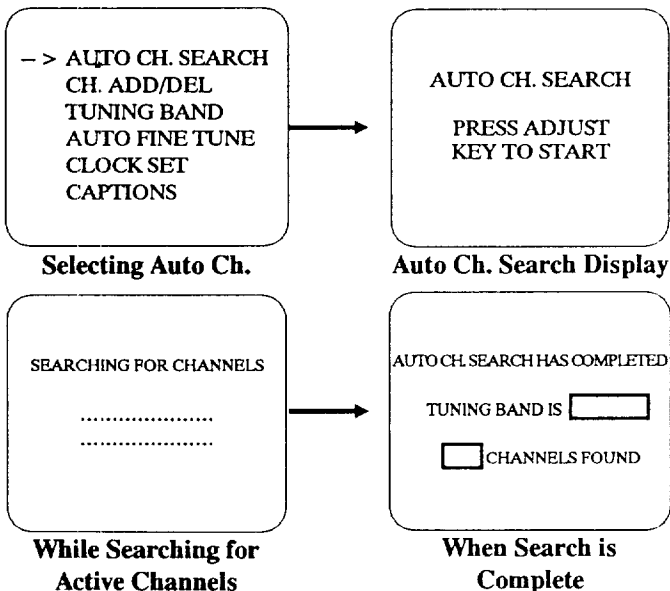 –> AUTO CH. SEARCH
CH. ADD/DEL
TUNING BAND
AUTO FINE TUNE
CLOCK SET
CAPTIONS
Selecting Auto Ch.
AUTO CH. SEARCH
PRESS ADJUST
KEY TO START
Auto Ch. Search Display
SEARCHING FOR CHANNELS
.....................
.....................
While Searching for
Active Channels
AUTO CH. SEARCH HAS COMPLETED
TUNING BAND IS
CHANNELS FOUND
When Search is
Complete